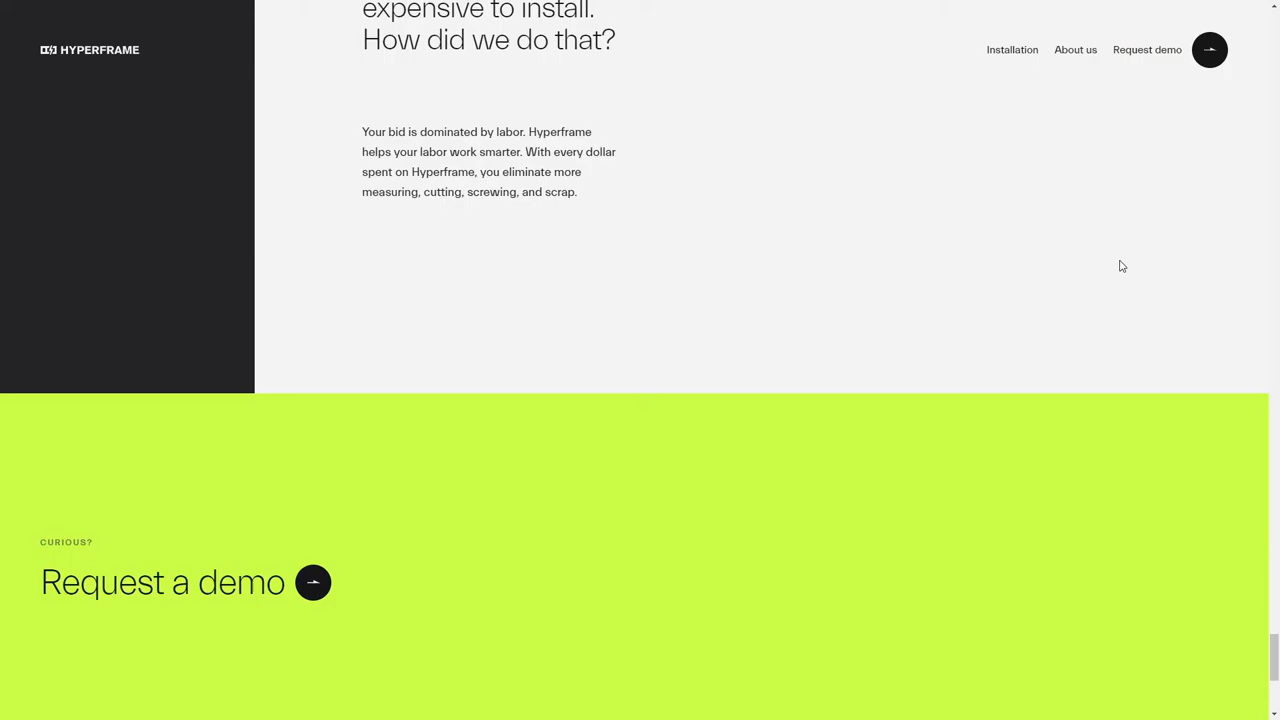 expensive to install.
How did we do that?
HYPERFRAME
Installation
About us
Request demo
Your bid is dominated by labor. Hyperframe
helps your labor work smarter. With every dollar
spent on Hyperframe, you eliminate more
measuring, cutting, screwing, and scrap.
CURIOUS?
Request a demo